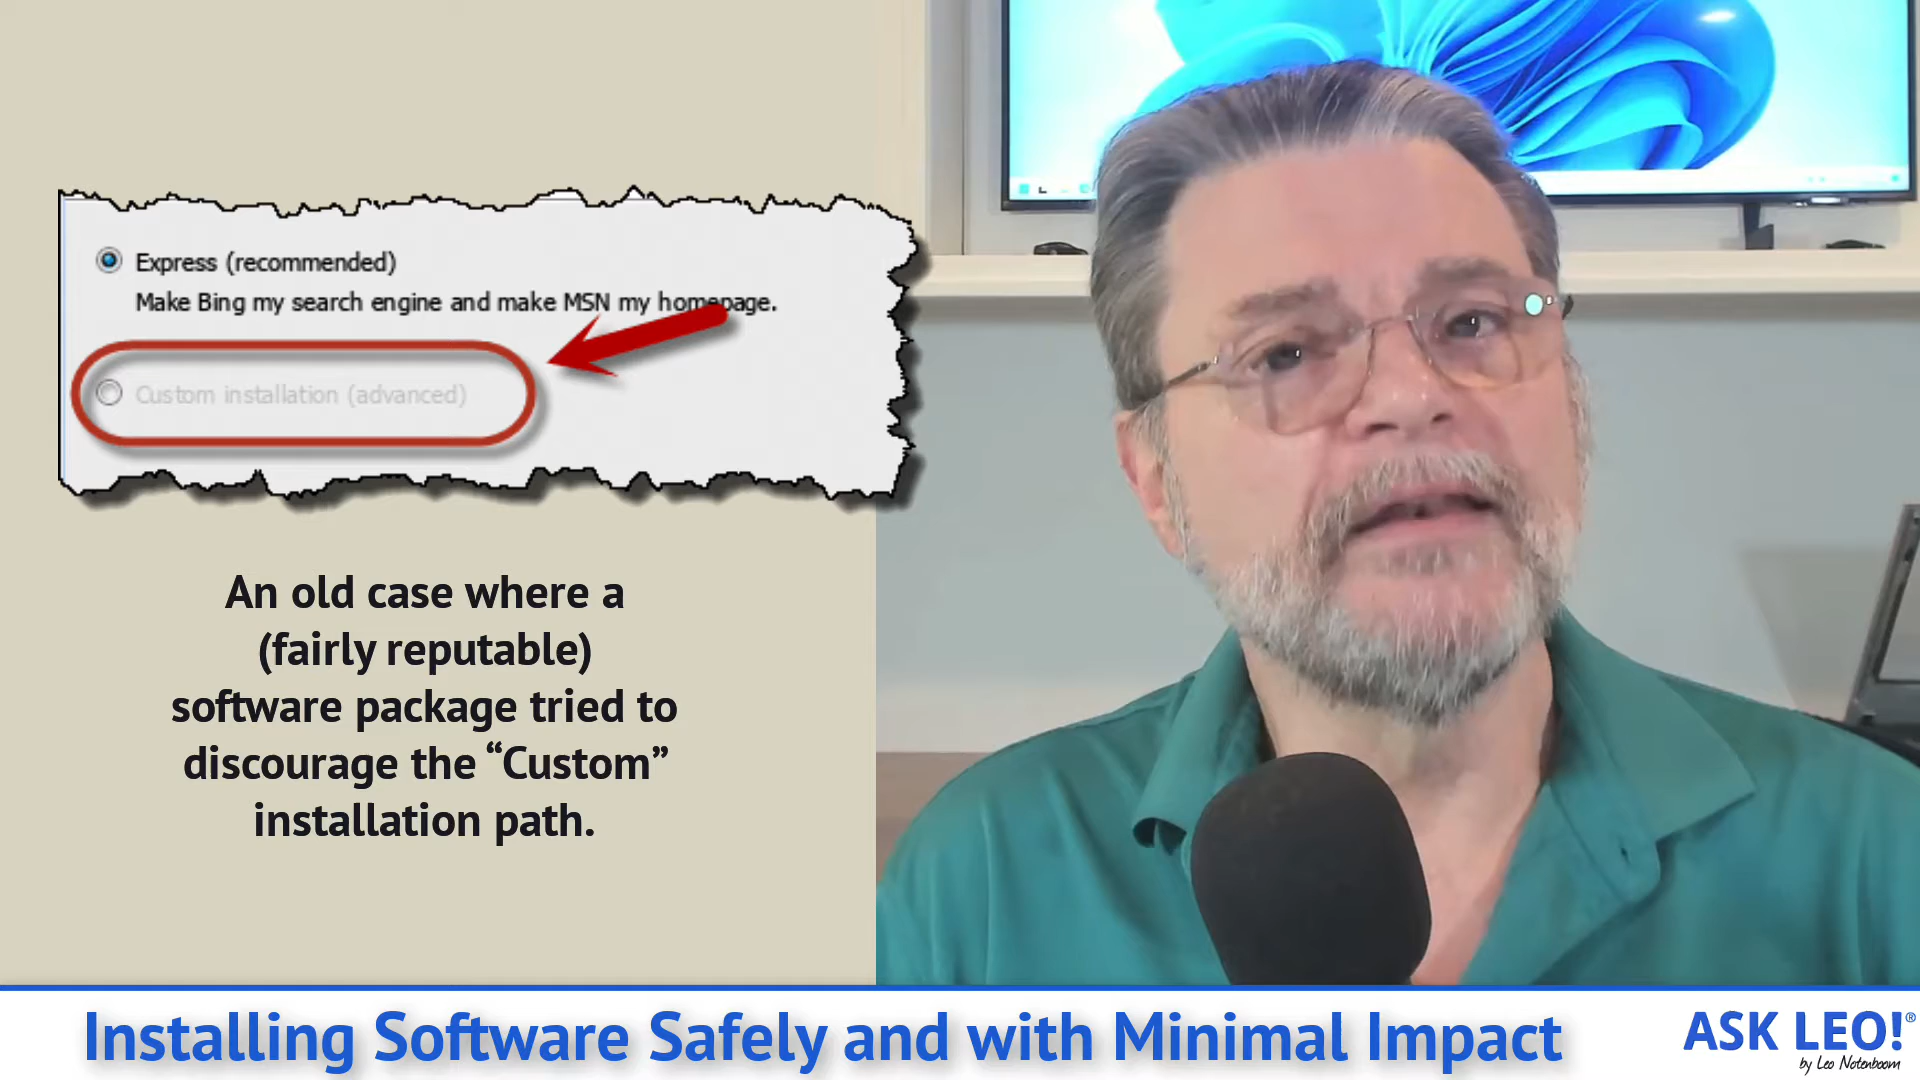 Express (recommended)
Make Bing my search engine and make MSN my homepage.
Custom installation (advanced)
An old case where a
(fairly reputable)
software package tried to
discourage the “Custom”
installation path.
Installing Software Safely and with Minimal Impact
ASK LEO!®
by Leo Notenboom